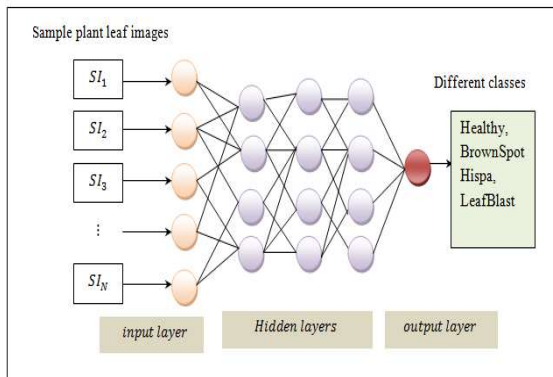 Sample plant leaf images
SI₁
SI₂
SI₃
⋮
SI_N
Different classes
Healthy,
BrownSpot
Hispa,
LeafBlast
input layer
Hidden layers
output layer